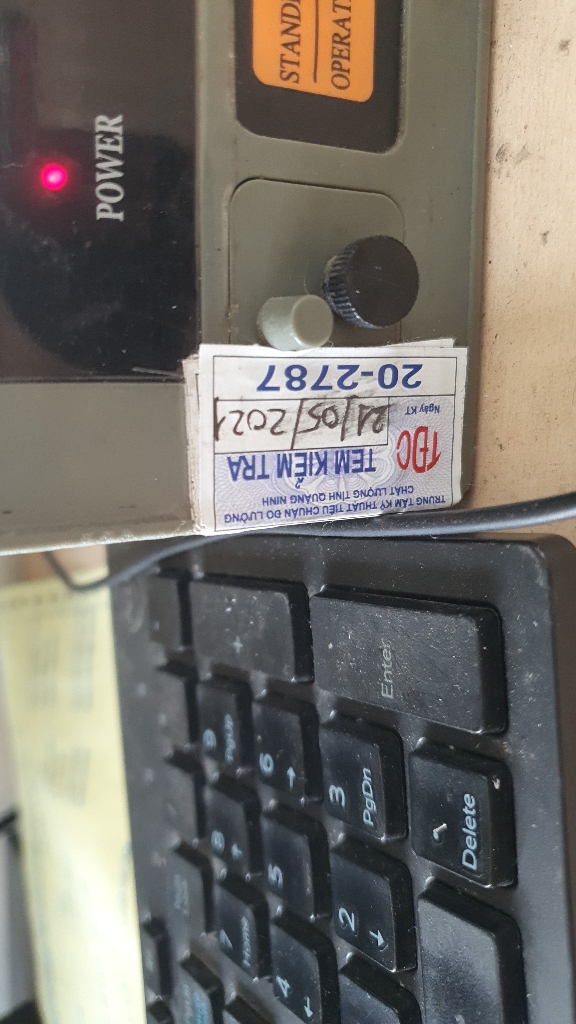 STAND
OPERAT
POWER
TRUNG TÂM KỸ THUẬT TIÊU CHUẨN ĐO LƯỜNG
CHẤT LƯỢNG TỈNH QUẢNG NINH
TĐC
TEM KIỂM TRA
Ngày KT
21/05/2021
20-2787
+
Enter
9
PgUp
6
→
3
PgDn
Delete
8
↑
5
2
↓
7
Home
4
←